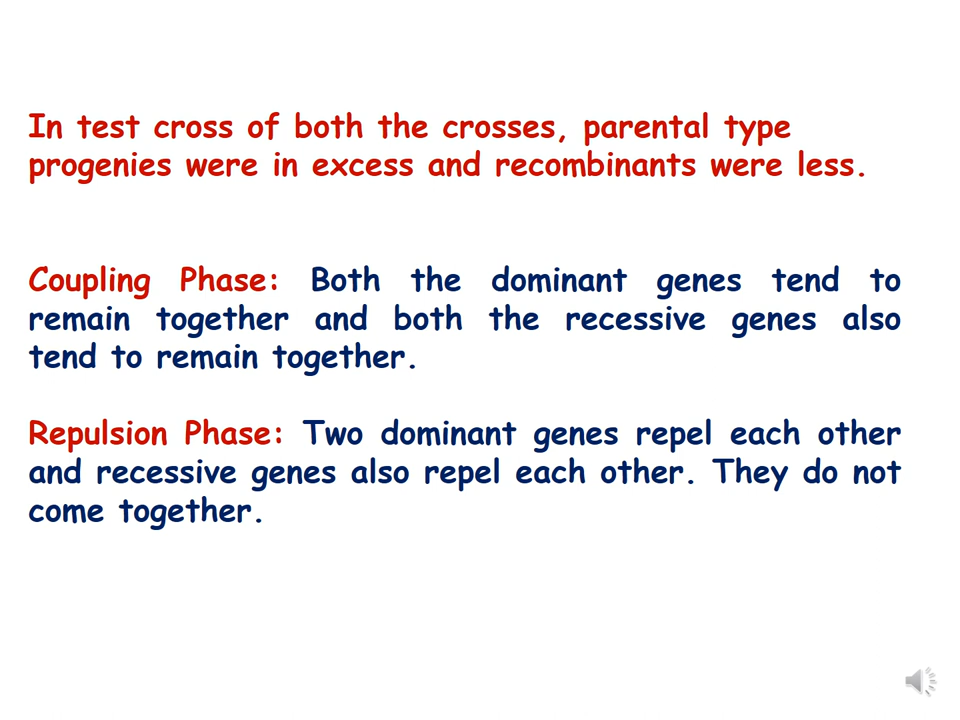 In test cross of both the crosses, parental type
progenies were in excess and recombinants were less.
Coupling Phase: Both the dominant genes tend to
remain together and both the recessive genes also
tend to remain together.
Repulsion Phase: Two dominant genes repel each other
and recessive genes also repel each other. They do not
come together.